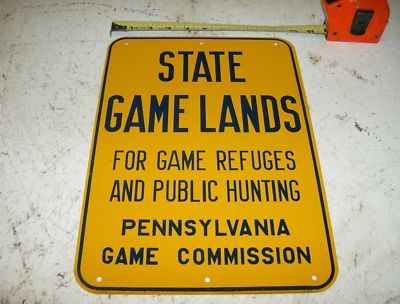 STATE
GAME LANDS
FOR GAME REFUGES
AND PUBLIC HUNTING
PENNSYLVANIA
GAME COMMISSION